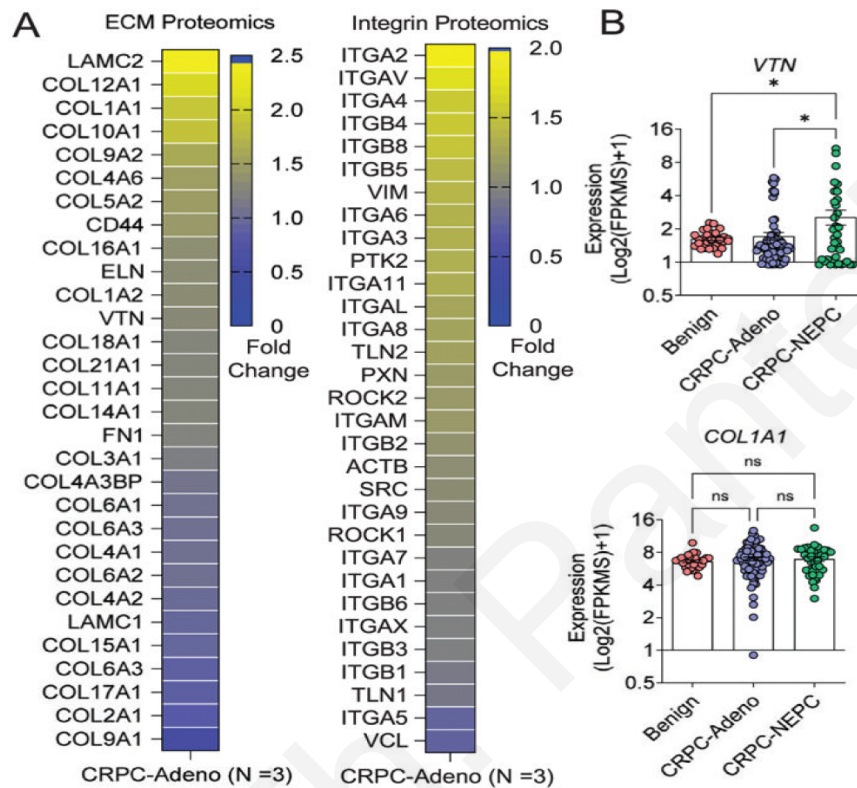 A
ECM Proteomics
LAMC2
COL12A1
COL1A1
COL10A1
COL9A2
COL4A6
COL5A2
CD44
COL16A1
ELN
COL1A2
VTN
COL18A1
COL21A1
COL11A1
COL14A1
FN1
COL3A1
COL4A3BP
COL6A1
COL6A3
COL4A1
COL6A2
COL4A2
LAMC1
COL15A1
COL6A3
COL17A1
COL2A1
COL9A1
2.5
2.0
1.5
1.0
0.5
0
Fold
Change
CRPC-Adeno (N =3)
Integrin Proteomics
ITGA2
ITGAV
ITGA4
ITGB4
ITGB8
ITGB5
VIM
ITGA6
ITGA3
PTK2
ITGA11
ITGAL
ITGA8
TLN2
PXN
ROCK2
ITGAM
ITGB2
ACTB
SRC
ITGA9
ROCK1
ITGA7
ITGA1
ITGB6
ITGAX
ITGB3
ITGB1
TLN1
ITGA5
VCL
2.0
1.5
1.0
0.5
0
Fold
Change
CRPC-Adeno (N =3)
B
VTN
*
*
Expression
(Log2(FPKMS)+1)
16
8
4
2
1
0.5
Benign
CRPC-Adeno
CRPC-NEPC
COL1A1
ns
ns
ns
Expression
(Log2(FPKMS)+1)
16
8
4
2
1
0.5
Benign
CRPC-Adeno
CRPC-NEPC